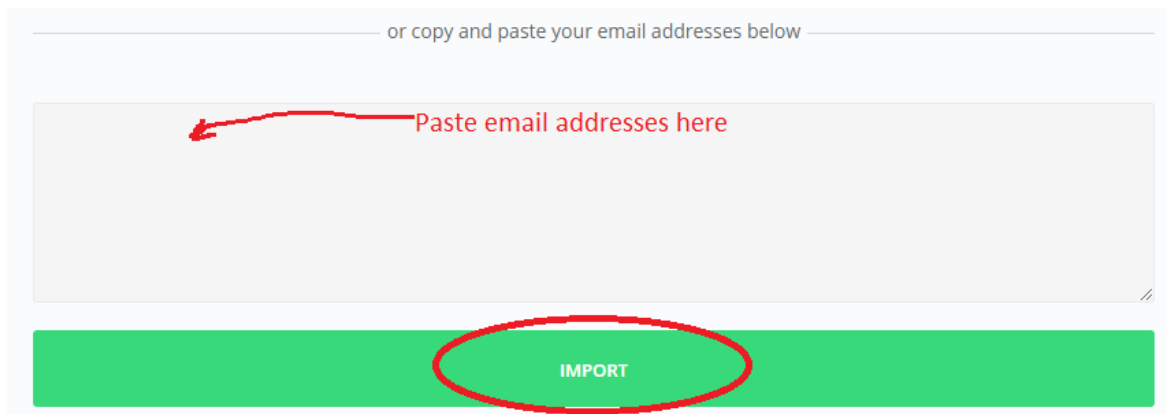 or copy and paste your email addresses below
Paste email addresses here
IMPORT